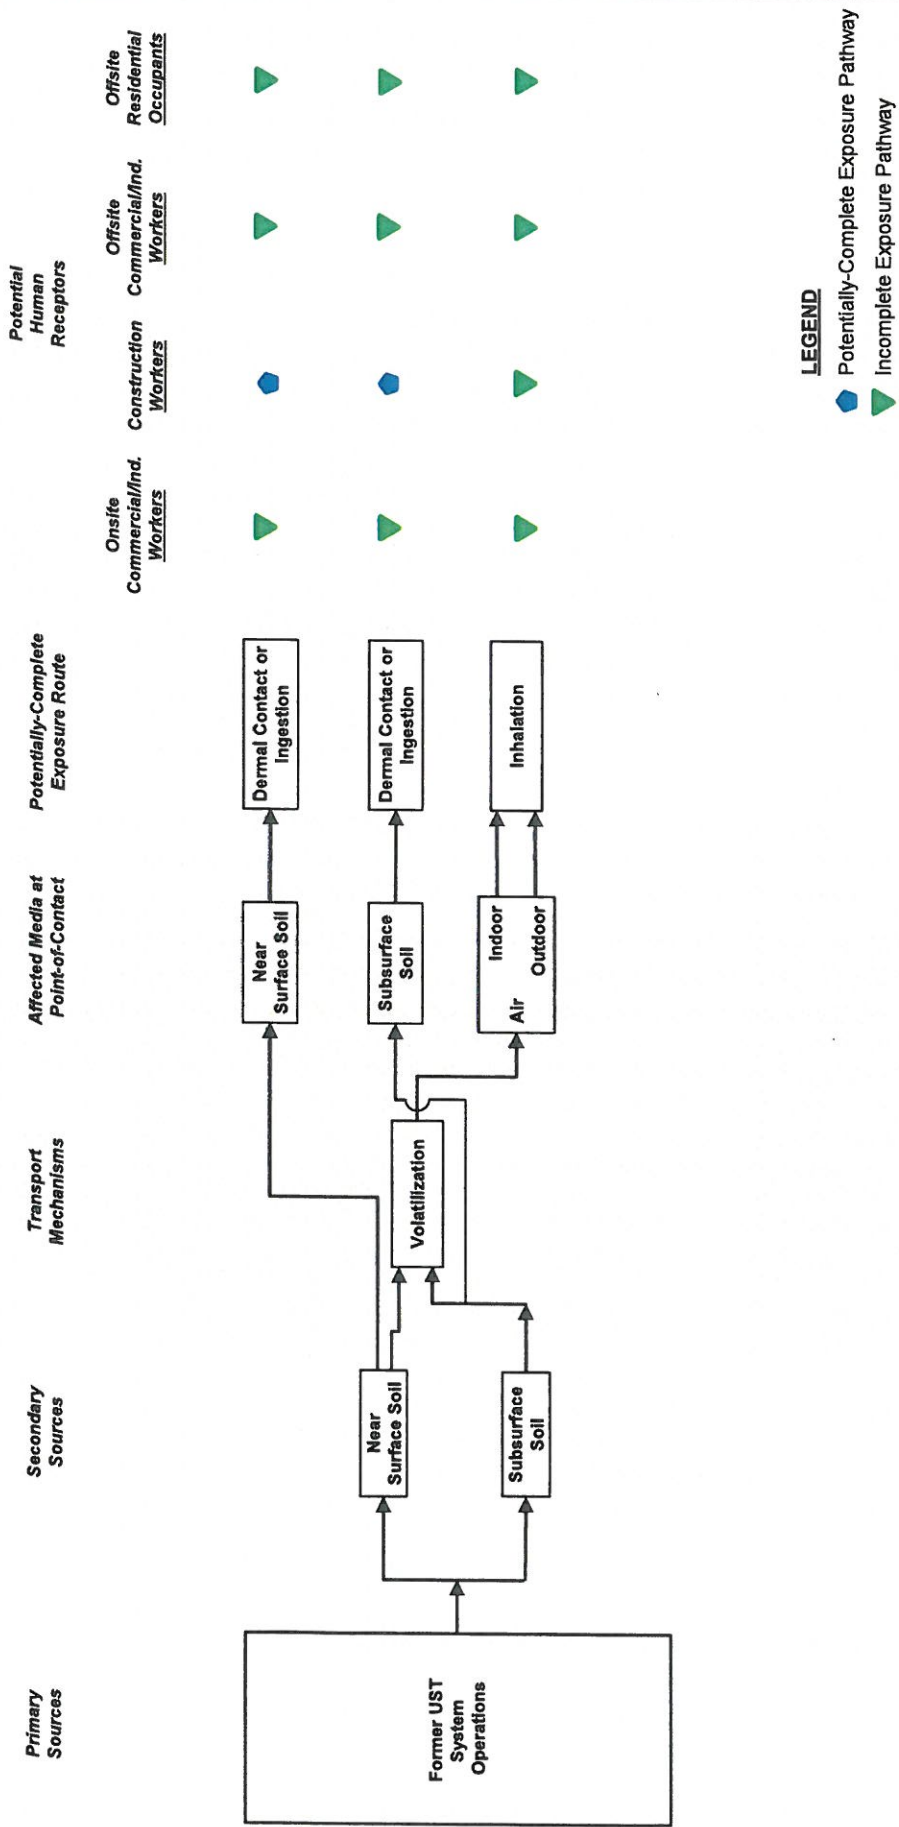 Primary
Sources
Secondary
Sources
Transport
Mechanisms
Affected Media at
Point-of-Contact
Potentially-Complete
Exposure Route
Potential
Human
Receptors
Onsite
Commercial/Ind.
Workers
Construction
Workers
Offsite
Commercial/Ind.
Workers
Offsite
Residential
Occupants
Former UST
System
Operations
Near
Surface Soil
Subsurface
Soil
Volatilization
Near
Surface Soil
Subsurface
Soil
Indoor
Air
Outdoor
Dermal Contact or
Ingestion
Dermal Contact or
Ingestion
Inhalation
LEGEND
Potentially-Complete Exposure Pathway
Incomplete Exposure Pathway